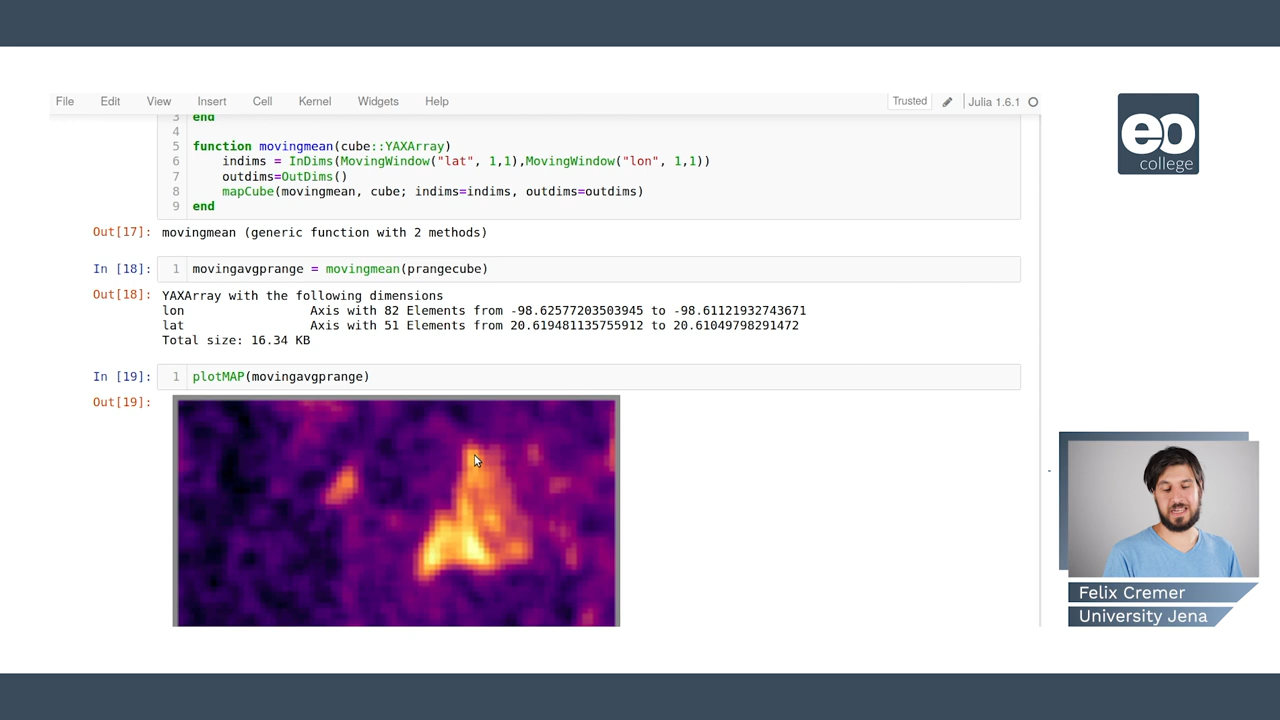 File Edit View Insert Cell Kernel Widgets Help Trusted Julia 1.6.1
3 end
4
5 function movingmean(cube::YAXArray)
6 indims = InDims(MovingWindow("lat", 1,1),MovingWindow("lon", 1,1))
7 outdims=OutDims()
8 mapCube(movingmean, cube; indims=indims, outdims=outdims)
9 end
Out[17]: movingmean (generic function with 2 methods)
In [18]: 1 movingavgprange = movingmean(prangecube)
Out[18]: YAXArray with the following dimensions
lon Axis with 82 Elements from -98.62577203503945 to -98.61121932743671
lat Axis with 51 Elements from 20.619481135755912 to 20.61049798291472
Total size: 16.34 KB
In [19]: 1 plotMAP(movingavgprange)
Out[19]:
eo
college
Felix Cremer
University Jena